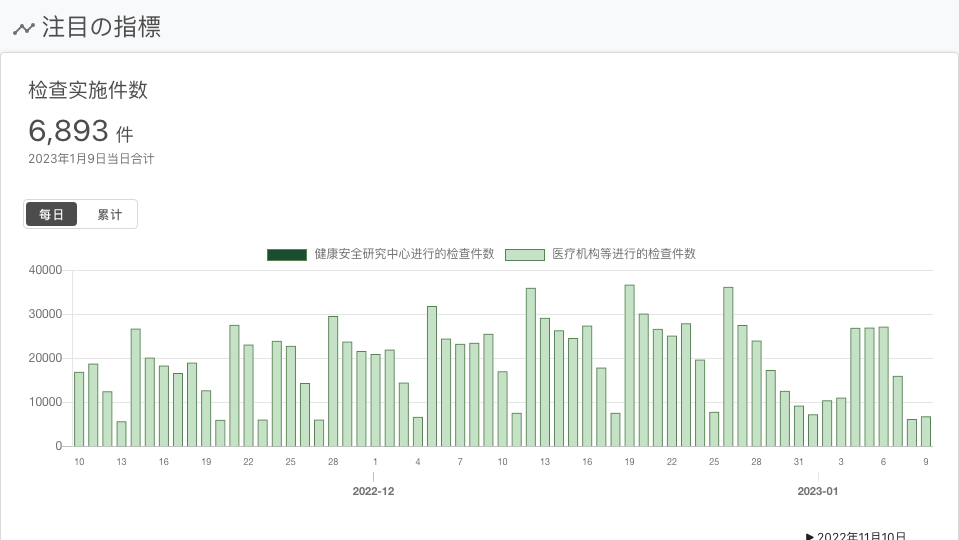 注目の指標
检查实施件数
6,893 件
2023年1月9日当日合计
每日 累计
健康安全研究中心进行的检查件数 医疗机构等进行的检查件数
40000
30000
20000
10000
0
10 13 16 19 22 25 28 1 4 7 10 13 16 19 22 25 28 31 3 6 9
2022-12 2023-01
▶ 2022年11月10日